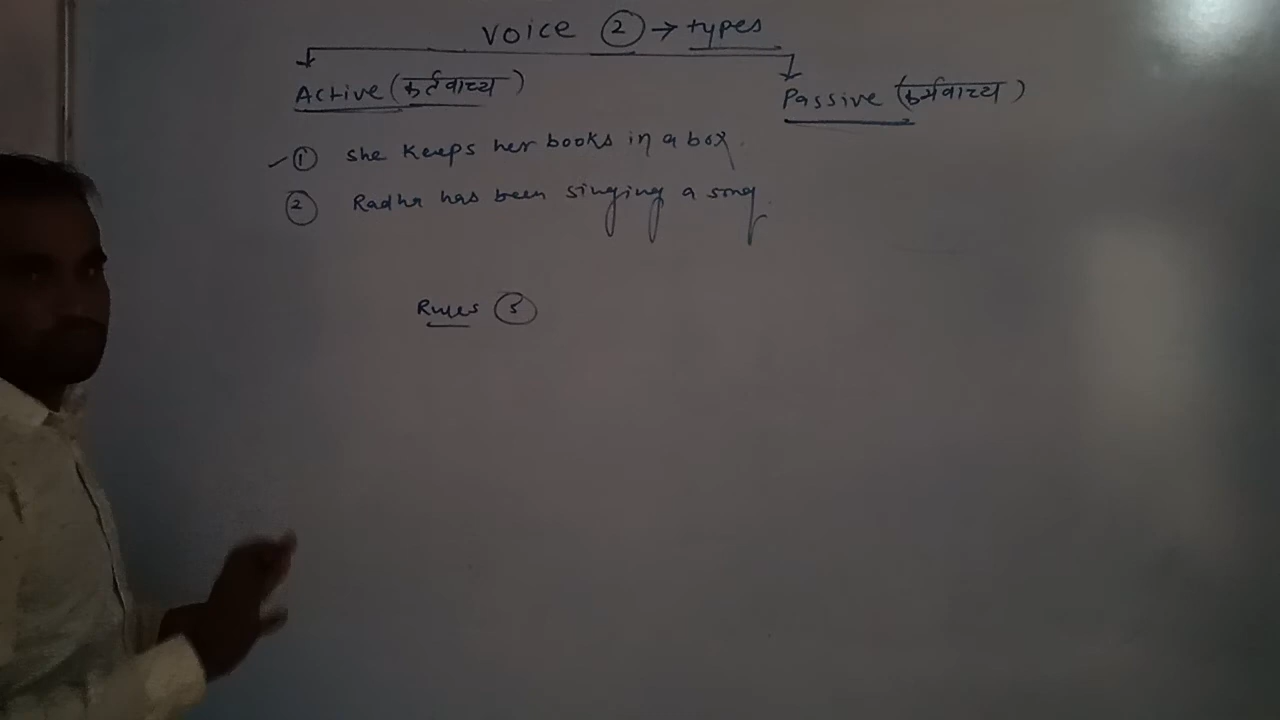 Voice ② → types
Active (कर्तवाच्य) Passive (कर्मवाच्य)
① She keeps her books in a box.
② Radha has been singing a song.
Rules